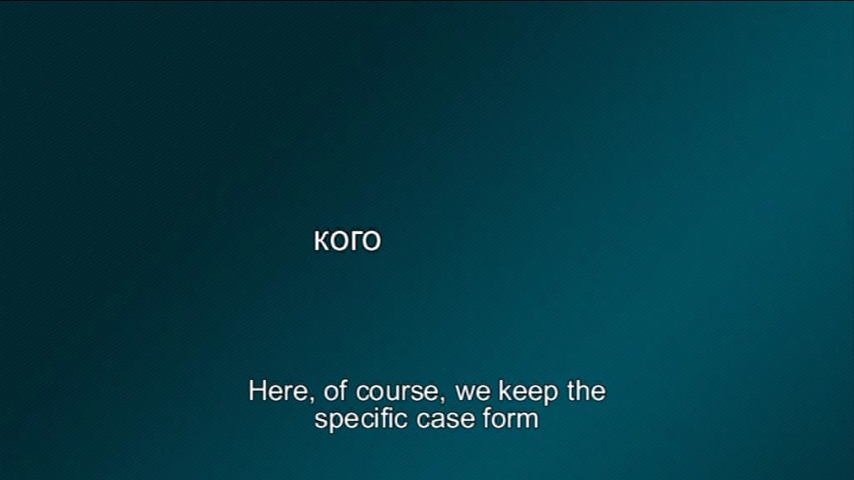 кого
Here, of course, we keep the
specific case form